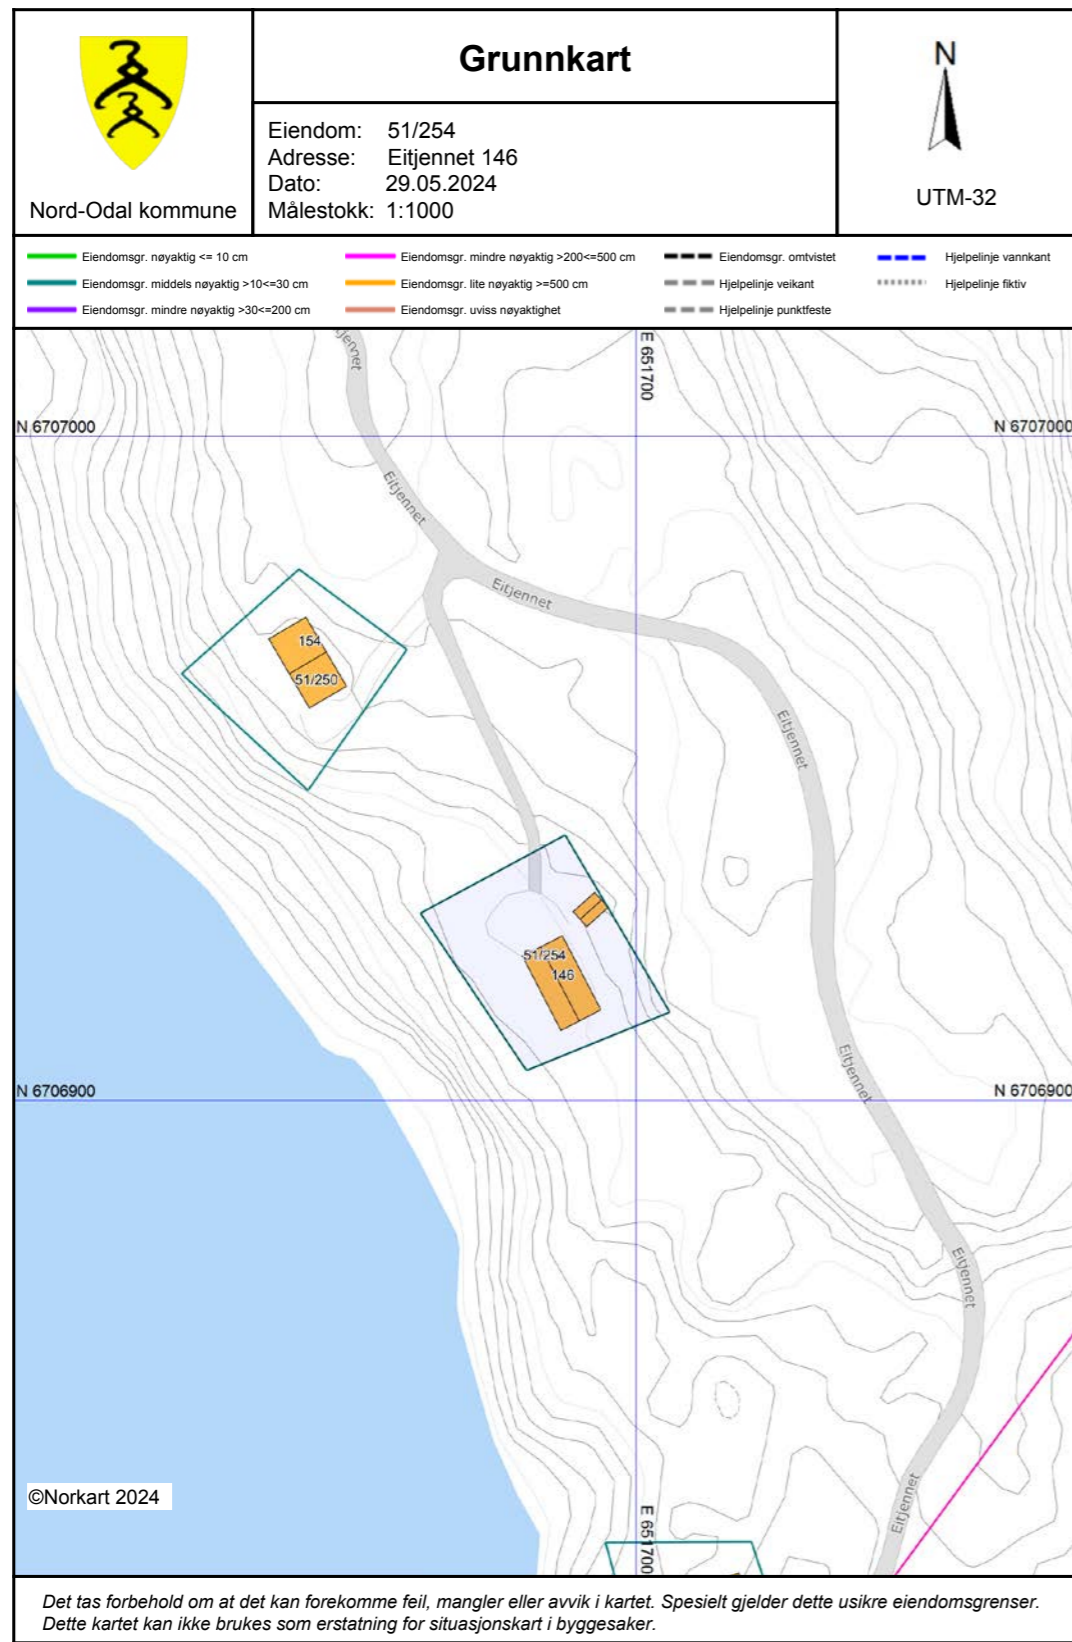 Grunnkart
Nord-Odal kommune
Eiendom: 51/254
Adresse: Eitjennet 146
Dato: 29.05.2024
Målestokk: 1:1000
N
UTM-32
Eiendomsgr. nøyaktig <= 10 cm
Eiendomsgr. middels nøyaktig >10<=30 cm
Eiendomsgr. mindre nøyaktig >30<=200 cm
Eiendomsgr. mindre nøyaktig >200<=500 cm
Eiendomsgr. lite nøyaktig >=500 cm
Eiendomsgr. uviss nøyaktighet
Eiendomsgr. omtvistet
Hjelpelinje veikant
Hjelpelinje punktfeste
Hjelpelinje vannkant
Hjelpelinje fiktiv
Eitjennet
E 651700
N 6707000
N 6707000
Eitjennet
Eitjennet
154
51/250
Eitjennet
51/254
146
Eitjennet
N 6706900
N 6706900
Eitjennet
Eitjennet
E 651700
©Norkart 2024
Det tas forbehold om at det kan forekomme feil, mangler eller avvik i kartet. Spesielt gjelder dette usikre eiendomsgrenser.
Dette kartet kan ikke brukes som erstatning for situasjonskart i byggesaker.